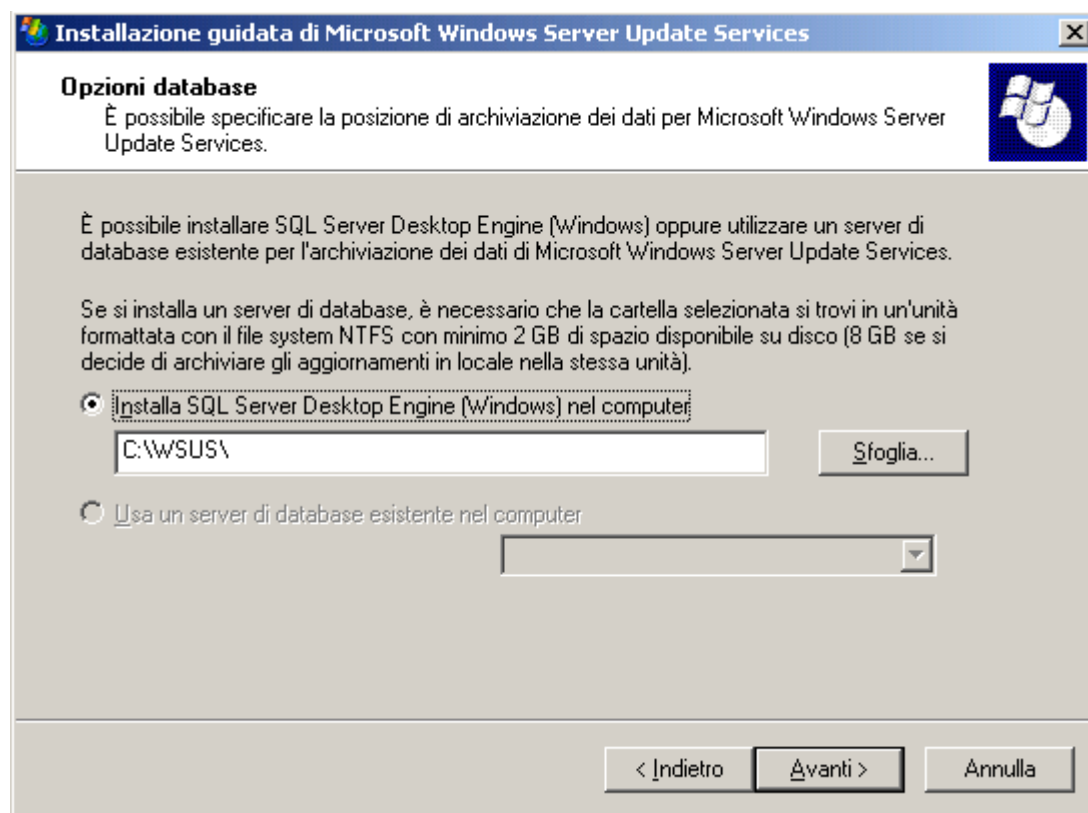 Installazione guidata di Microsoft Windows Server Update Services
Opzioni database
È possibile specificare la posizione di archiviazione dei dati per Microsoft Windows Server
Update Services.
È possibile installare SQL Server Desktop Engine (Windows) oppure utilizzare un server di
database esistente per l'archiviazione dei dati di Microsoft Windows Server Update Services.
Se si installa un server di database, è necessario che la cartella selezionata si trovi in un'unità
formattata con il file system NTFS con minimo 2 GB di spazio disponibile su disco (8 GB se si
decide di archiviare gli aggiornamenti in locale nella stessa unità).
Installa SQL Server Desktop Engine (Windows) nel computer
C:\WSUS\
Sfoglia...
Usa un server di database esistente nel computer
< Indietro
Avanti >
Annulla